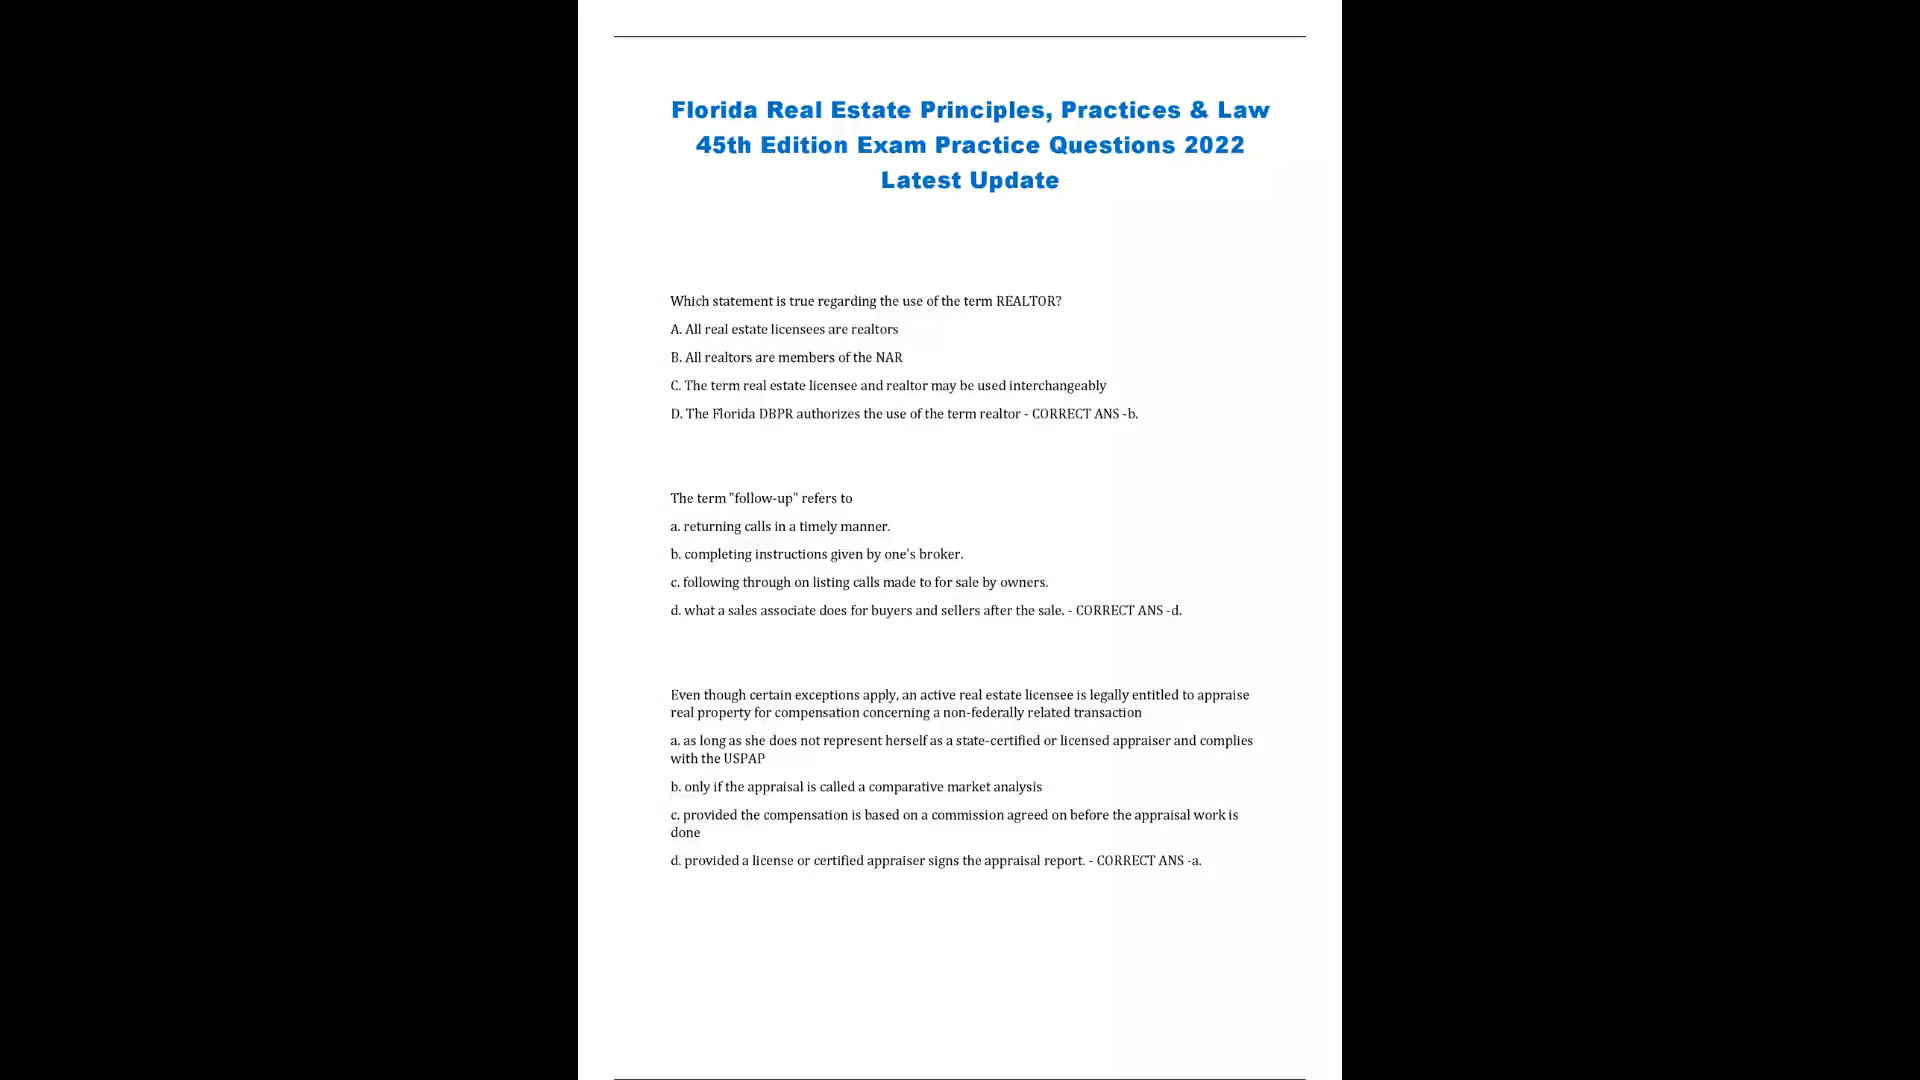 Florida Real Estate Principles, Practices & Law
45th Edition Exam Practice Questions 2022
Latest Update
Which statement is true regarding the use of the term REALTOR?
A. All real estate licensees are realtors
B. All realtors are members of the NAR
C. The term real estate licensee and realtor may be used interchangeably
D. The Florida DBPR authorizes the use of the term realtor - CORRECT ANS -b.
The term "follow-up" refers to
a. returning calls in a timely manner.
b. completing instructions given by one's broker.
c. following through on listing calls made to for sale by owners.
d. what a sales associate does for buyers and sellers after the sale. - CORRECT ANS -d.
Even though certain exceptions apply, an active real estate licensee is legally entitled to appraise
real property for compensation concerning a non-federally related transaction
a. as long as she does not represent herself as a state-certified or licensed appraiser and complies
with the USPAP
b. only if the appraisal is called a comparative market analysis
c. provided the compensation is based on a commission agreed on before the appraisal work is
done
d. provided a license or certified appraiser signs the appraisal report. - CORRECT ANS -a.